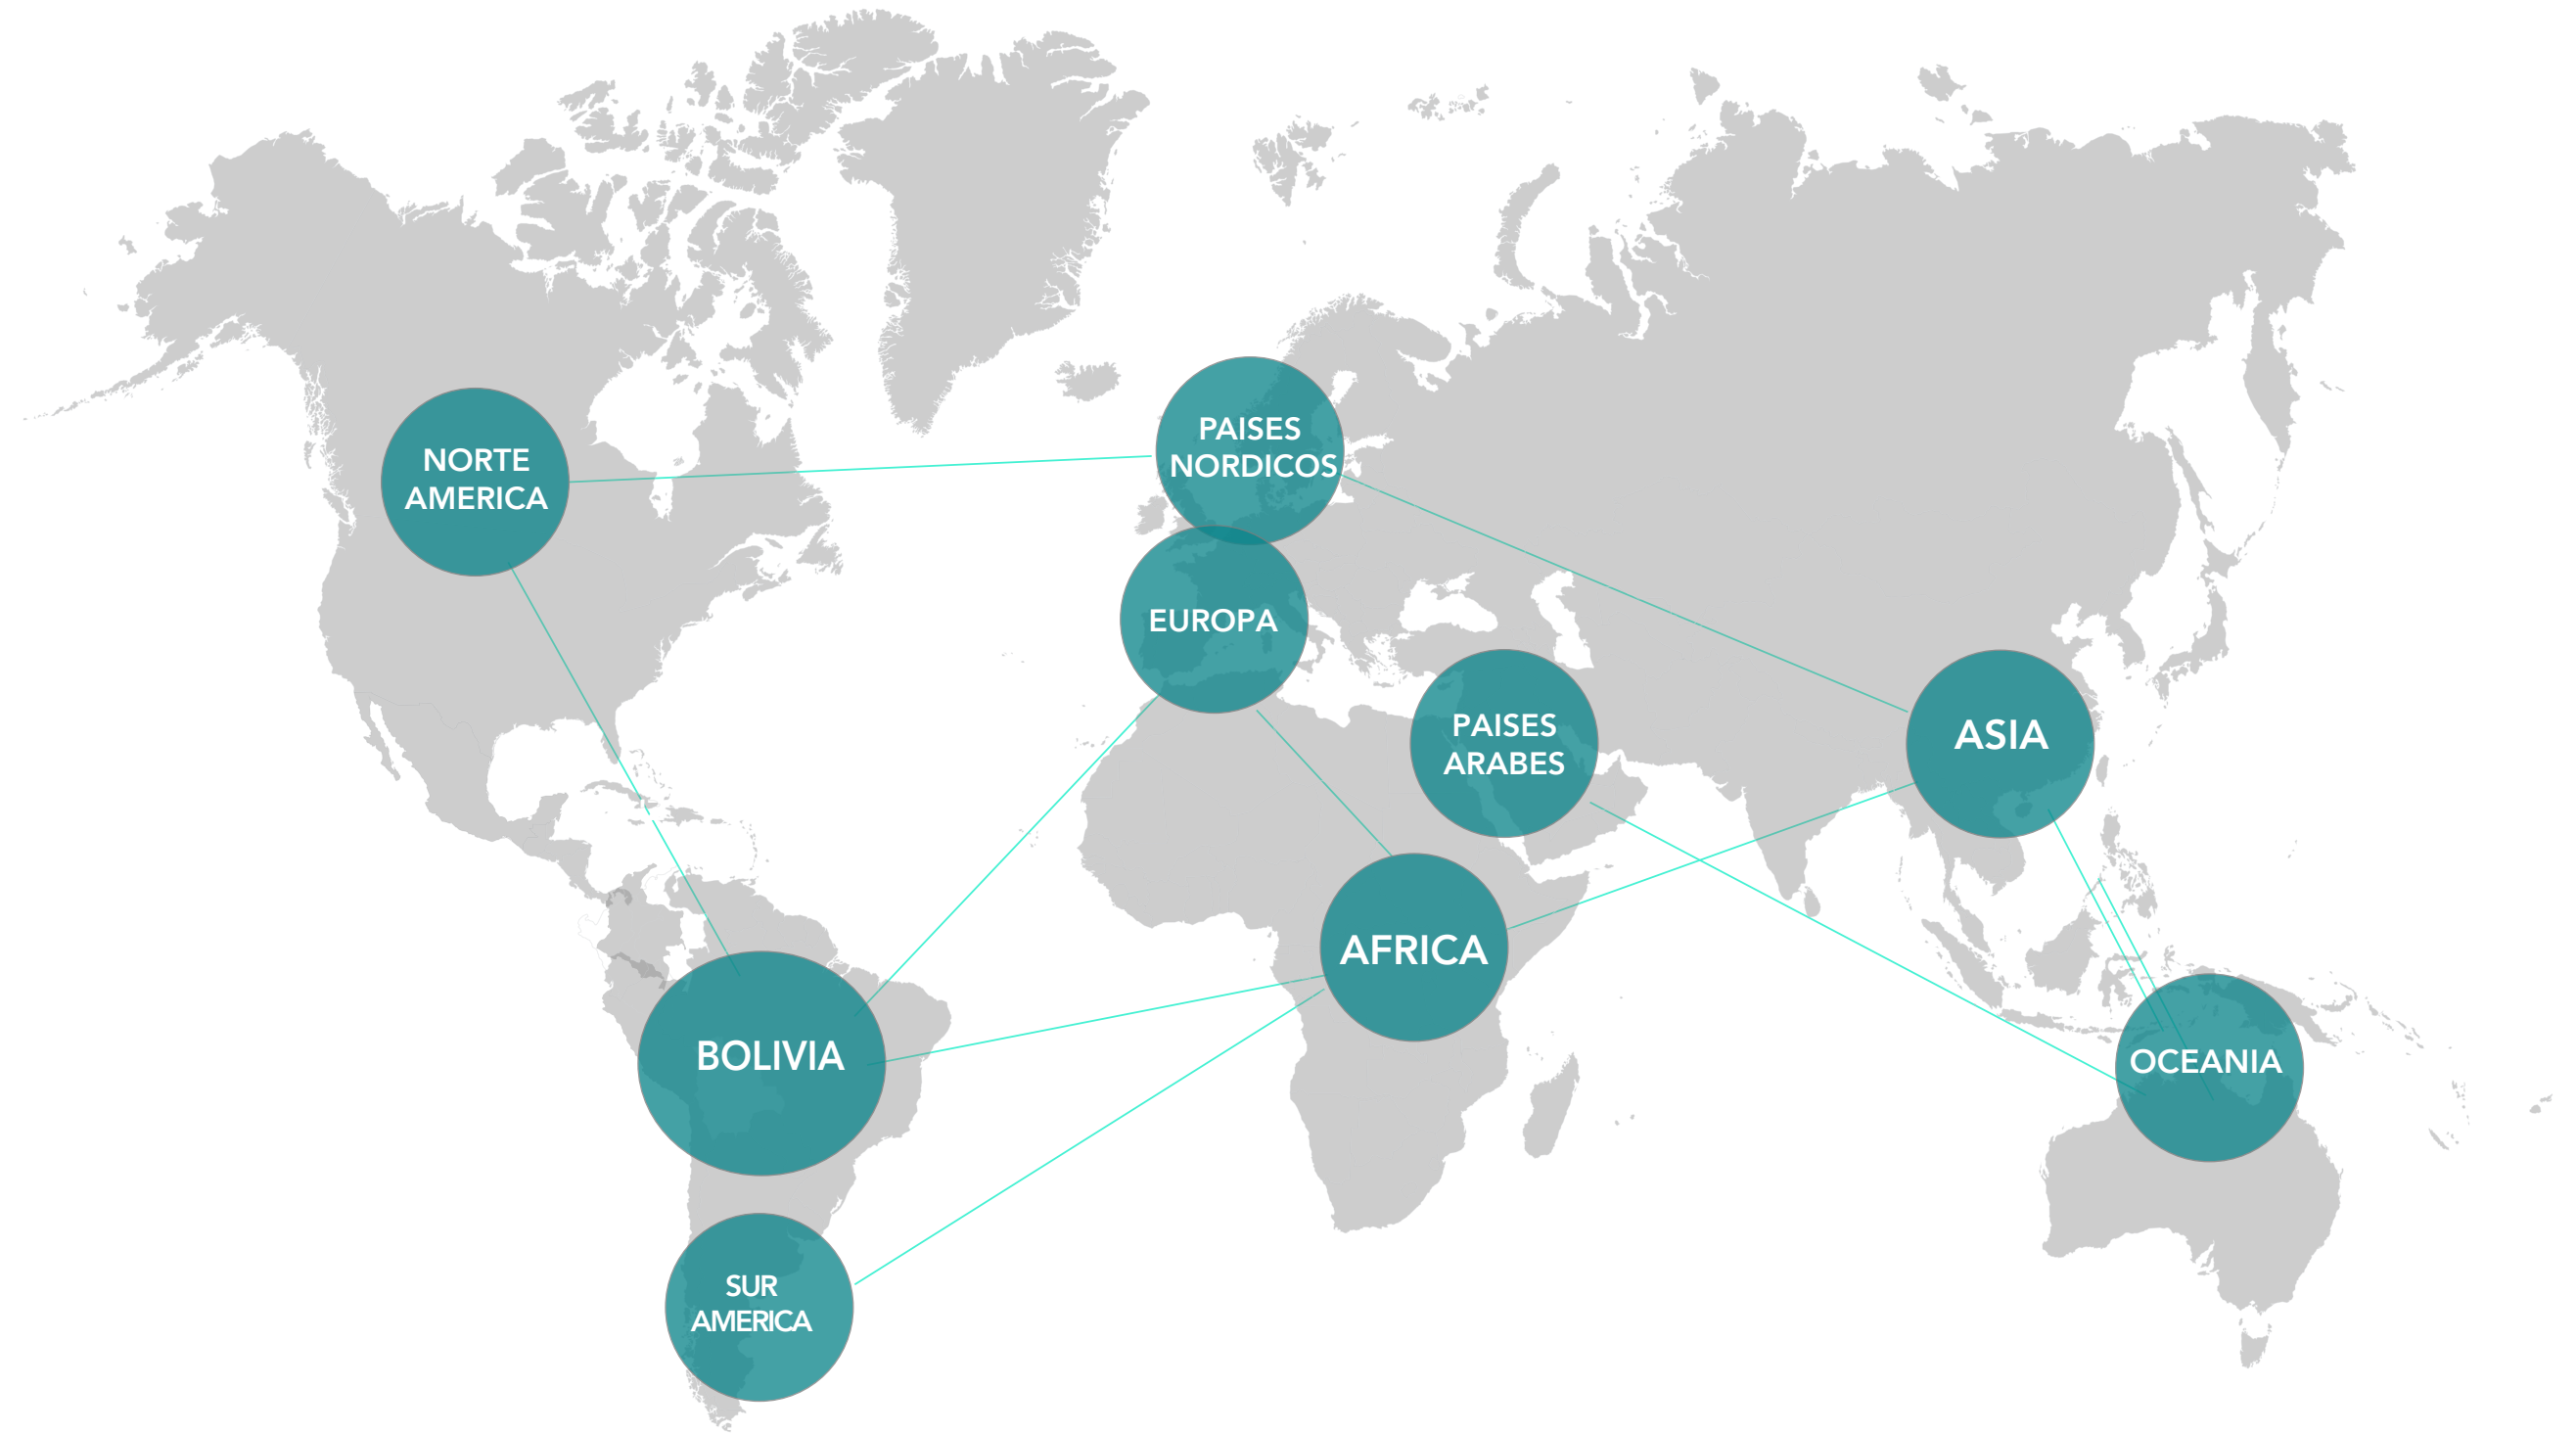 PAISES
NORDICOS
NORTE
AMERICA
EUROPA
PAISES
ARABES
ASIA
AFRICA
BOLIVIA
OCEANIA
SUR
AMERICA